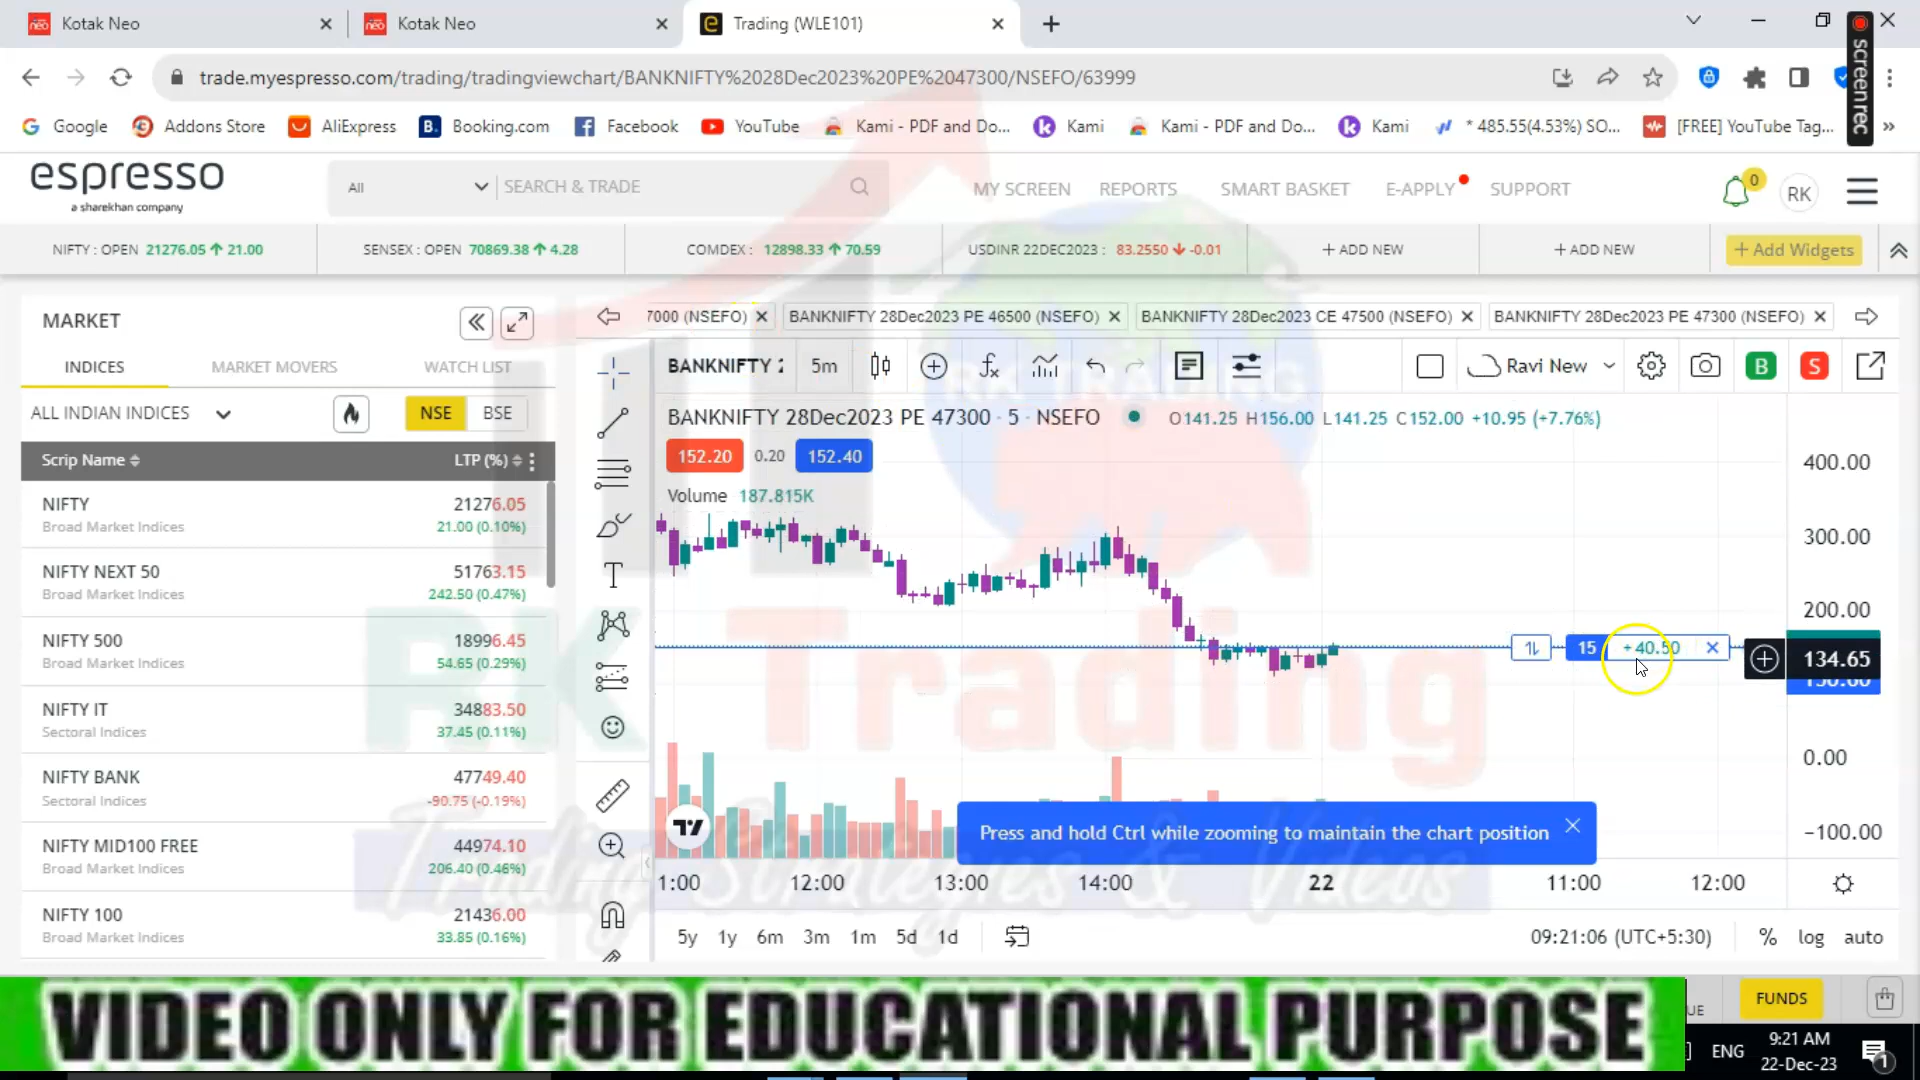 Kotak Neo
Kotak Neo
Trading (WLE101)
trade.myespresso.com/trading/tradingviewchart/BANKNIFTY%2028Dec2023%20PE%2047300/NSEFO/63999
screenrec
Google
Addons Store
AliExpress
Booking.com
Facebook
YouTube
Kami - PDF and Do...
Kami
Kami - PDF and Do...
Kami
* 485.55(4.53%) SO...
[FREE] YouTube Tag...
espresso
a sharekhan company
All
SEARCH & TRADE
MY SCREEN
REPORTS
SMART BASKET
E-APPLY
SUPPORT
0
RK
NIFTY : OPEN 21276.05 21.00
SENSEX : OPEN 70869.38 4.28
COMDEX : 12898.33 70.59
USDINR 22DEC2023 : 83.2550 -0.01
+ ADD NEW
+ ADD NEW
+ Add Widgets
MARKET
INDICES
MARKET MOVERS
WATCH LIST
ALL INDIAN INDICES
NSE
BSE
Scrip Name
LTP (%)
NIFTY 21276.05
Broad Market Indices 21.00 (0.10%)
NIFTY NEXT 50 51763.15
Broad Market Indices 242.50 (0.47%)
NIFTY 500 18996.45
Broad Market Indices 54.65 (0.29%)
NIFTY IT 34883.50
Sectoral Indices 37.45 (0.11%)
NIFTY BANK 47749.40
Sectoral Indices -90.75 (-0.19%)
NIFTY MID100 FREE 44974.10
Broad Market Indices 206.40 (0.46%)
NIFTY 100 21436.00
Broad Market Indices 33.85 (0.16%)
7000 (NSEFO)
BANKNIFTY 28Dec2023 PE 46500 (NSEFO)
BANKNIFTY 28Dec2023 CE 47500 (NSEFO)
BANKNIFTY 28Dec2023 PE 47300 (NSEFO)
BANKNIFTY 2
5m
Ravi New
B
S
BANKNIFTY 28Dec2023 PE 47300 · 5 · NSEFO
O141.25 H156.00 L141.25 C152.00 +10.95 (+7.76%)
152.20
0.20
152.40
Volume 187.815K
RK TRADING
400.00
300.00
200.00
15
+40.50
134.65
150.60
0.00
-100.00
RK Trading
Trading Strategies & Videos
Press and hold Ctrl while zooming to maintain the chart position
1:00
12:00
13:00
14:00
22
11:00
12:00
5y
1y
6m
3m
1m
5d
1d
09:21:06 (UTC+5:30)
%
log
auto
VIDEO ONLY FOR EDUCATIONAL PURPOSE
UE
FUNDS
ENG
9:21 AM
22-Dec-23
1